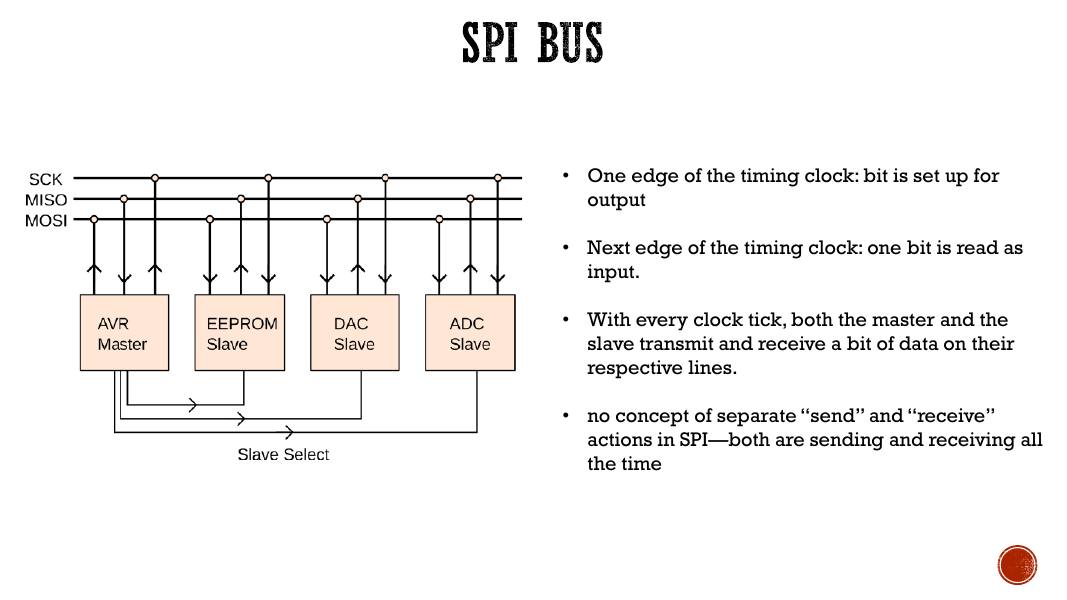 SPI BUS
SCK
MISO
MOSI
AVR
Master
EEPROM
Slave
DAC
Slave
ADC
Slave
Slave Select
• One edge of the timing clock: bit is set up for
output
• Next edge of the timing clock: one bit is read as
input.
• With every clock tick, both the master and the
slave transmit and receive a bit of data on their
respective lines.
• no concept of separate “send” and “receive”
actions in SPI—both are sending and receiving all
the time